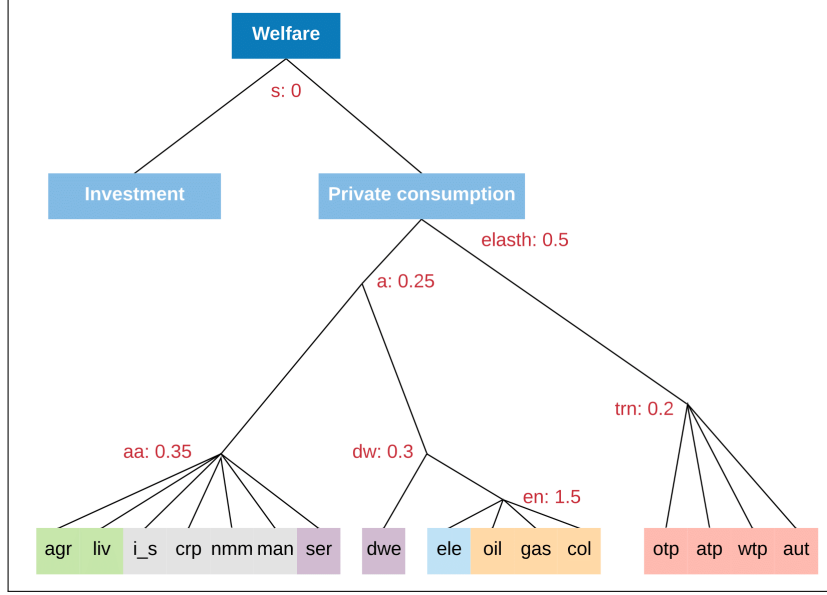 Welfare
s: 0
Investment
Private consumption
elasth: 0.5
a: 0.25
trn: 0.2
aa: 0.35
dw: 0.3
en: 1.5
agr liv i_s crp nmm man ser dwe ele oil gas col otp atp wtp aut